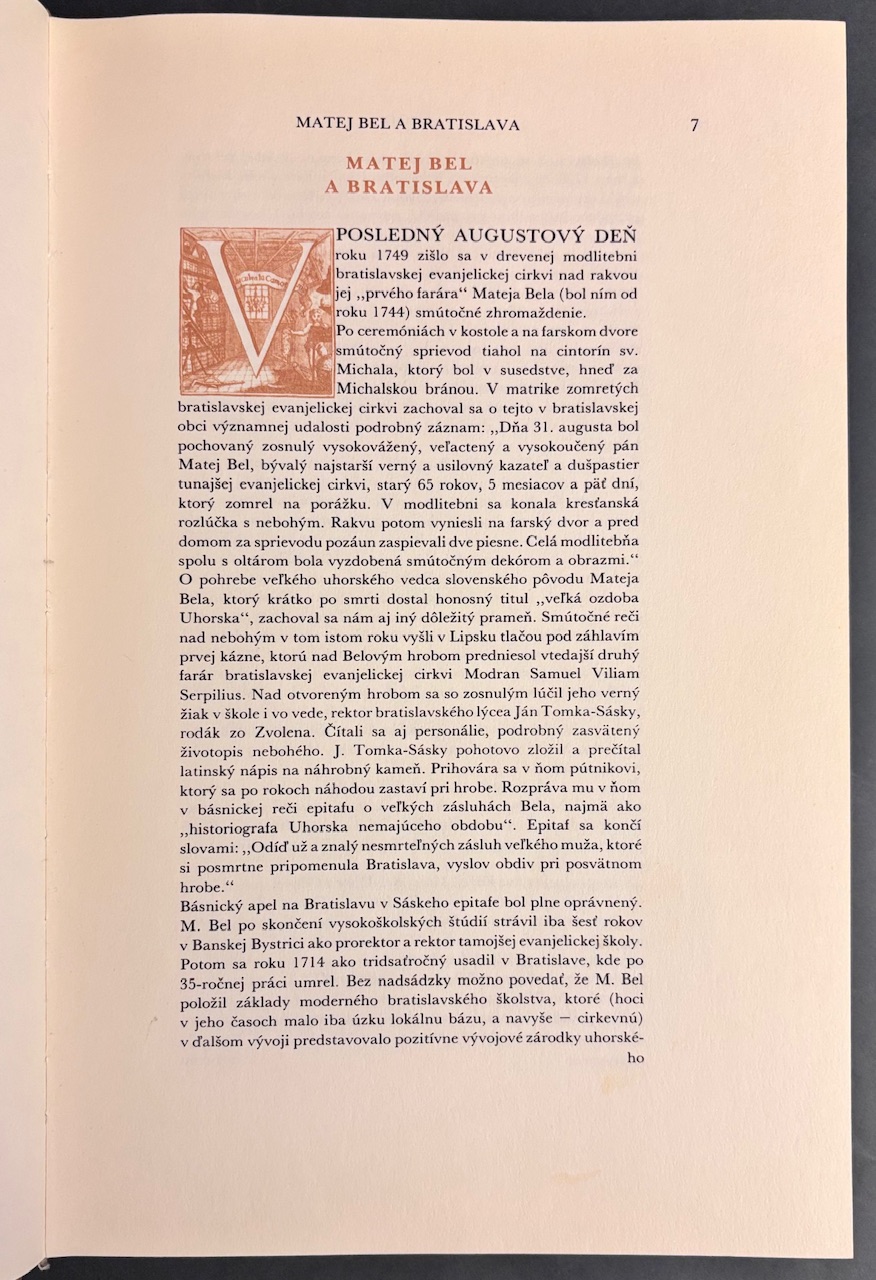 MATEJ BEL A BRATISLAVA 7
MATEJ BEL
A BRATISLAVA
V POSLEDNÝ AUGUSTOVÝ DEŇ
roku 1749 zišlo sa v drevenej modlitebni
bratislavskej evanjelickej cirkvi nad rakvou
jej ,,prvého farára“ Mateja Bela (bol ním od
roku 1744) smútočné zhromaždenie.
Po ceremóniách v kostole a na farskom dvore
smútočný sprievod tiahol na cintorín sv.
Michala, ktorý bol v susedstve, hneď za
Michalskou bránou. V matrike zomretých
bratislavskej evanjelickej cirkvi zachoval sa o tejto v bratislavskej
obci významnej udalosti podrobný záznam: ,,Dňa 31. augusta bol
pochovaný zosnulý vysokovážený, veľactený a vysokoučený pán
Matej Bel, bývalý najstarší verný a usilovný kazateľ a dušpastier
tunajšej evanjelickej cirkvi, starý 65 rokov, 5 mesiacov a päť dní,
ktorý zomrel na porážku. V modlitebni sa konala kresťanská
rozlúčka s nebohým. Rakvu potom vyniesli na farský dvor a pred
domom za sprievodu pozáun zaspievali dve piesne. Celá modlitebňa
spolu s oltárom bola vyzdobená smútočným dekórom a obrazmi.“
O pohrebe veľkého uhorského vedca slovenského pôvodu Mateja
Bela, ktorý krátko po smrti dostal honosný titul ,,veľká ozdoba
Uhorska“, zachoval sa nám aj iný dôležitý prameň. Smútočné reči
nad nebohým v tom istom roku vyšli v Lipsku tlačou pod záhlavím
prvej kázne, ktorú nad Belovým hrobom predniesol vtedajší druhý
farár bratislavskej evanjelickej cirkvi Modran Samuel Viliam
Serpilius. Nad otvoreným hrobom sa so zosnulým lúčil jeho verný
žiak v škole i vo vede, rektor bratislavského lýcea Ján Tomka-Sásky,
rodák zo Zvolena. Čítali sa aj personálie, podrobný zasvätený
životopis nebohého. J. Tomka-Sásky pohotovo zložil a prečítal
latinský nápis na náhrobný kameň. Prihovára sa v ňom pútnikovi,
ktorý sa po rokoch náhodou zastaví pri hrobe. Rozpráva mu v ňom
v básnickej reči epitafu o veľkých zásluhách Bela, najmä ako
,,historiografa Uhorska nemajúceho obdobu“. Epitaf sa končí
slovami: ,,Odíď už a znalý nesmrteľných zásluh veľkého muža, ktoré
si posmrtne pripomenula Bratislava, vyslov obdiv pri posvätnom
hrobe.“
Básnický apel na Bratislavu v Sáskeho epitafe bol plne oprávnený.
M. Bel po skončení vysokoškolských štúdií strávil iba šesť rokov
v Banskej Bystrici ako prorektor a rektor tamojšej evanjelickej školy.
Potom sa roku 1714 ako tridsaťročný usadil v Bratislave, kde po
35-ročnej práci umrel. Bez nadsádzky možno povedať, že M. Bel
položil základy moderného bratislavského školstva, ktoré (hoci
v jeho časoch malo iba úzku lokálnu bázu, a navyše — cirkevnú)
v ďalšom vývoji predstavovalo pozitívne vývojové zárodky uhorské-
ho